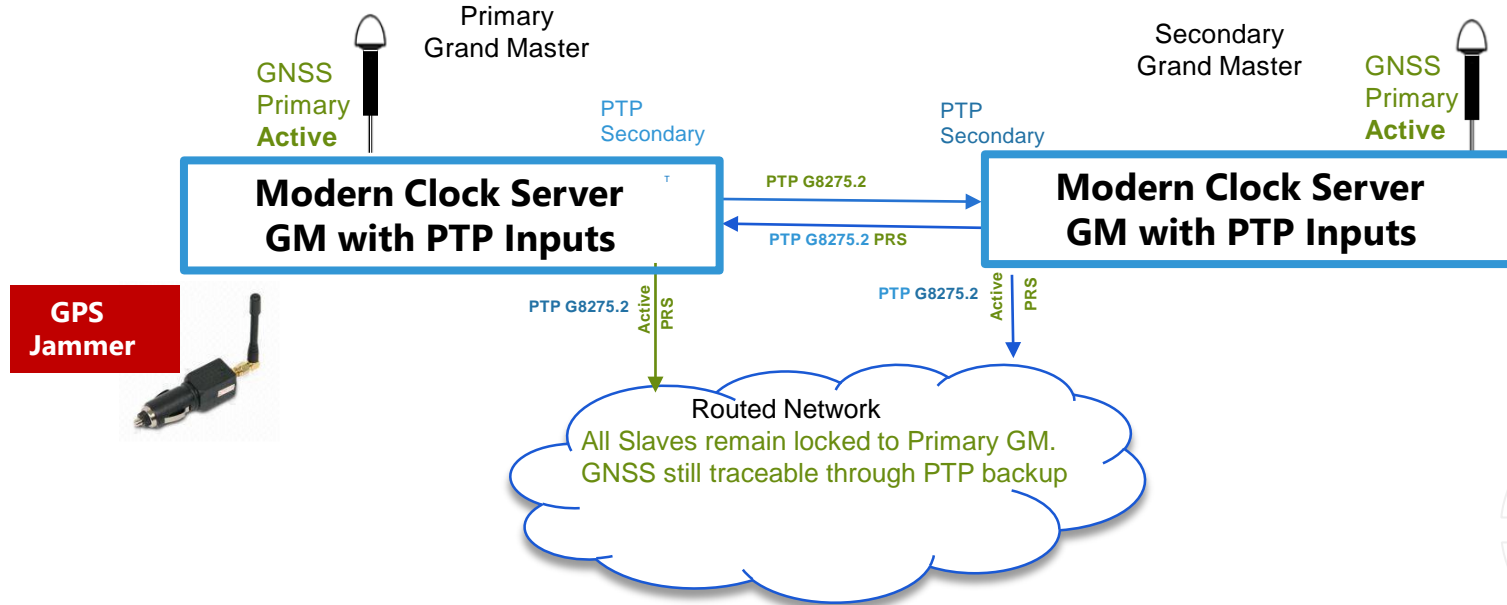 Primary
Grand Master
Secondary
Grand Master
GNSS
Primary
Active
PTP
Secondary
PTP
Secondary
GNSS
Primary
Active
Modern Clock Server
GM with PTP Inputs
T
PTP G8275.2
PTP G8275.2 PRS
Modern Clock Server
GM with PTP Inputs
GPS
Jammer
PTP G8275.2
Active
PRS
PTP G8275.2
Active
PRS
Routed Network
All Slaves remain locked to Primary GM.
GNSS still traceable through PTP backup